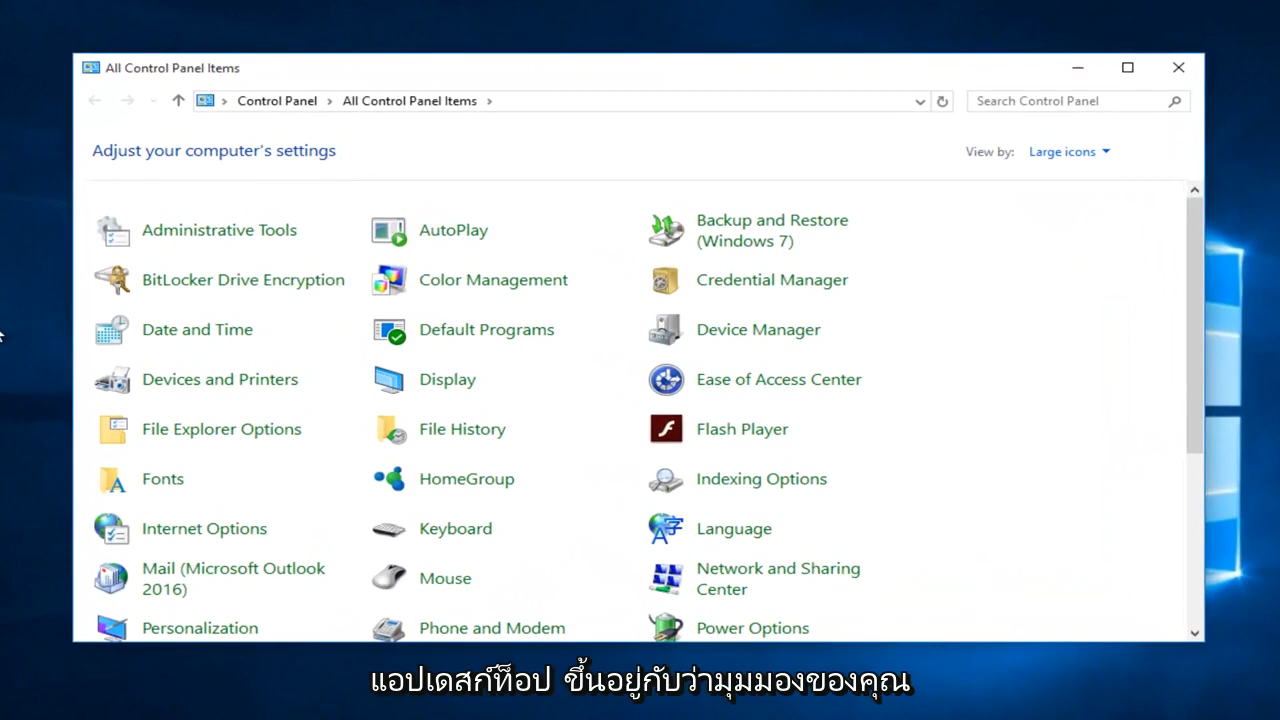 All Control Panel Items
Control Panel All Control Panel Items
Search Control Panel
Adjust your computer's settings
View by: Large icons
Administrative Tools
AutoPlay
Backup and Restore
(Windows 7)
BitLocker Drive Encryption
Color Management
Credential Manager
Date and Time
Default Programs
Device Manager
Devices and Printers
Display
Ease of Access Center
File Explorer Options
File History
Flash Player
Fonts
HomeGroup
Indexing Options
Internet Options
Keyboard
Language
Mail (Microsoft Outlook
2016)
Mouse
Network and Sharing
Center
Personalization
Phone and Modem
Power Options
แอปเดสก์ท็อป ขึ้นอยู่กับว่ามุมมองของคุณ